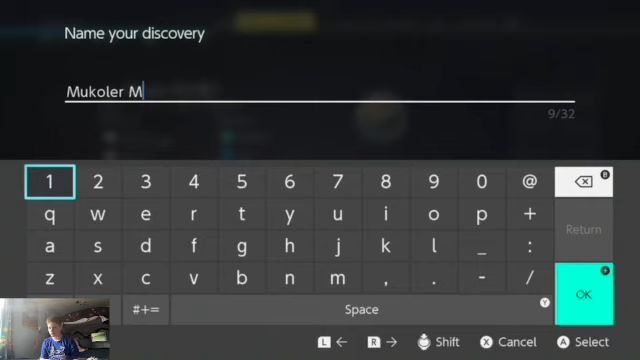 Name your discovery
Mukoler M
9/32
1 2 3 4 5 6 7 8 9 0 @
q w e r t y u i o p +
Return
a s d f g h j k l _ :
z x c v b n m , . - /
OK
#+= Space
L ← R → Shift X Cancel A Select